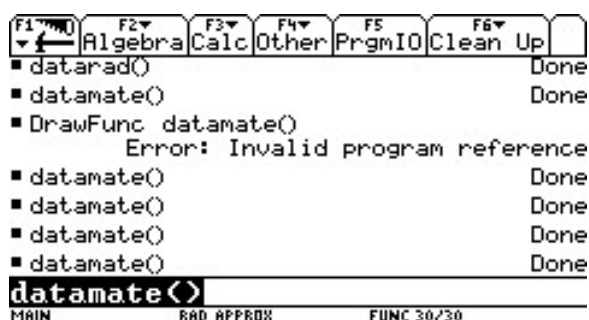 F1 F2 F3 F4 F5 F6
Algebra Calc Other PrgmIO Clean Up
datarad() Done
datamate() Done
DrawFunc datamate()
Error: Invalid program reference
datamate() Done
datamate() Done
datamate() Done
datamate() Done
datamate()
MAIN RAD APPROX FUNC 30/30